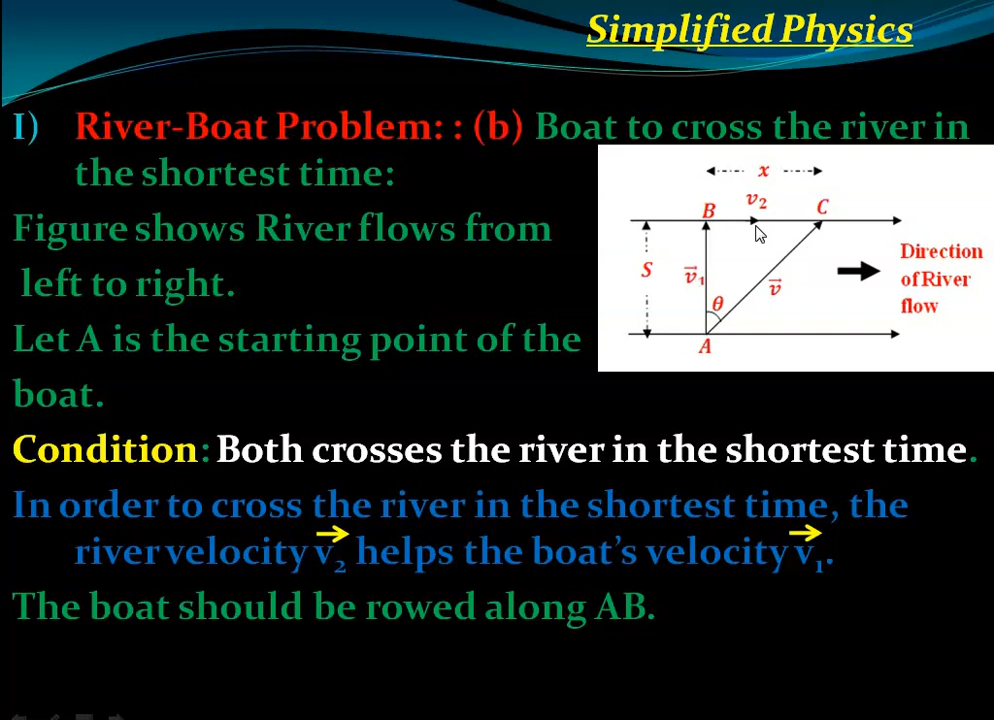 Simplified Physics
I) River-Boat Problem: : (b) Boat to cross the river in
the shortest time:
Figure shows River flows from
left to right.
Let A is the starting point of the
boat.
x
B v₂ C
S v⃗₁ θ v⃗
A
Direction
of River
flow
Condition: Both crosses the river in the shortest time.
In order to cross the river in the shortest time, the
river velocity v⃗₂ helps the boat's velocity v⃗₁.
The boat should be rowed along AB.